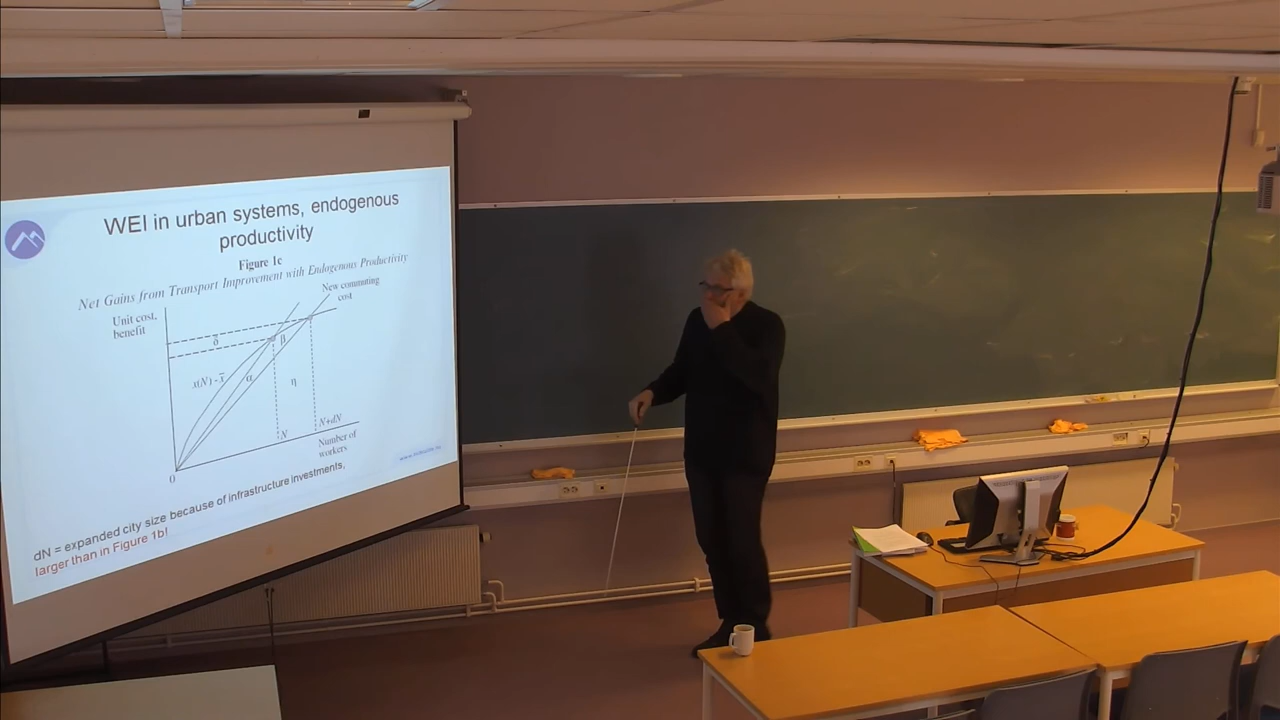 WEI in urban systems, endogenous
productivity
Figure 1c
Net Gains from Transport Improvement with Endogenous Productivity
New commuting
cost
Unit cost,
benefit
δ
β
x(N) - x̄
α
η
N
N+dN
Number of
workers
0
dN = expanded city size because of infrastructure investments,
larger than in Figure 1b!